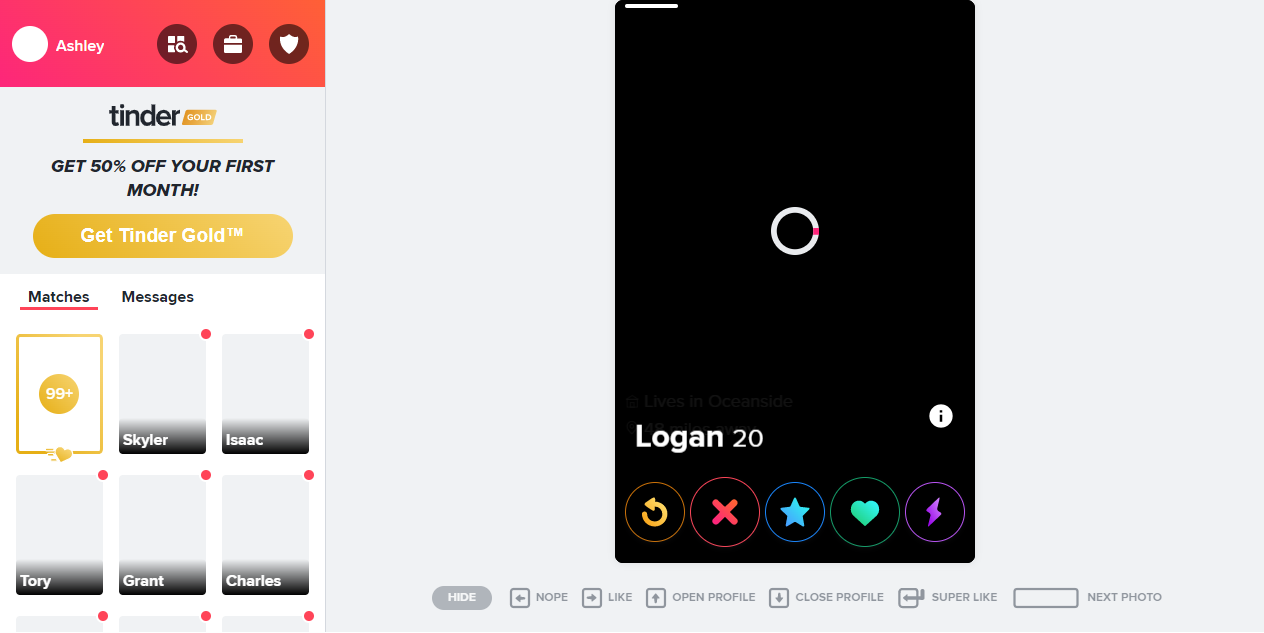 Ashley
tinder GOLD
GET 50% OFF YOUR FIRST
MONTH!
Get Tinder Gold™
Matches
Messages
99+
Skyler
Isaac
Tory
Grant
Charles
Lives in Oceanside
Logan 20
HIDE
NOPE
LIKE
OPEN PROFILE
CLOSE PROFILE
SUPER LIKE
NEXT PHOTO